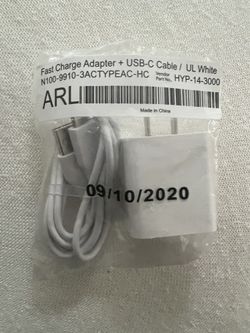 Fast Charge Adapter + USB-C Cable / UL White
N100-9910-3ACTYPEAC-HC Vendor Part No. HYP-14-3000
ARLI
Made in China
09/10/2020